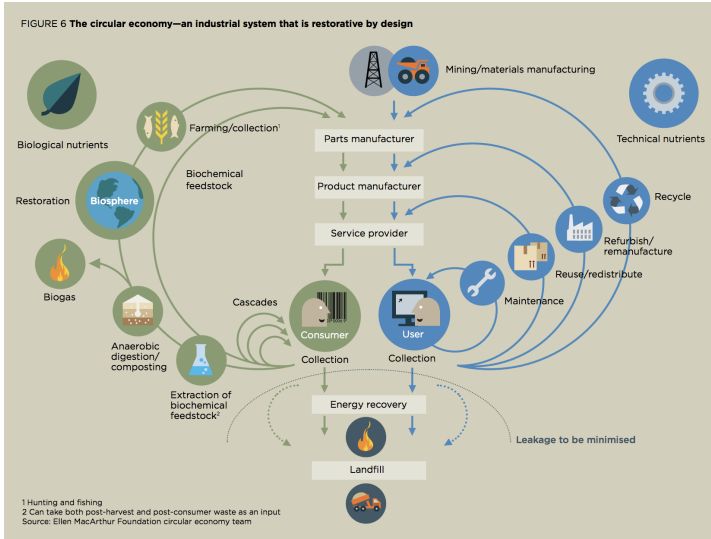 FIGURE 6 The circular economy—an industrial system that is restorative by design
Mining/materials manufacturing
Biological nutrients
Farming/collection1
Technical nutrients
Parts manufacturer
Biochemical
feedstock
Product manufacturer
Restoration
Biosphere
Recycle
Service provider
Refurbish/
remanufacture
Reuse/redistribute
Biogas
Maintenance
Cascades
Consumer
User
Anaerobic
digestion/
composting
Collection
Collection
Extraction of
biochemical
feedstock2
Energy recovery
Leakage to be minimised
Landfill
1 Hunting and fishing
2 Can take both post-harvest and post-consumer waste as an input
Source: Ellen MacArthur Foundation circular economy team